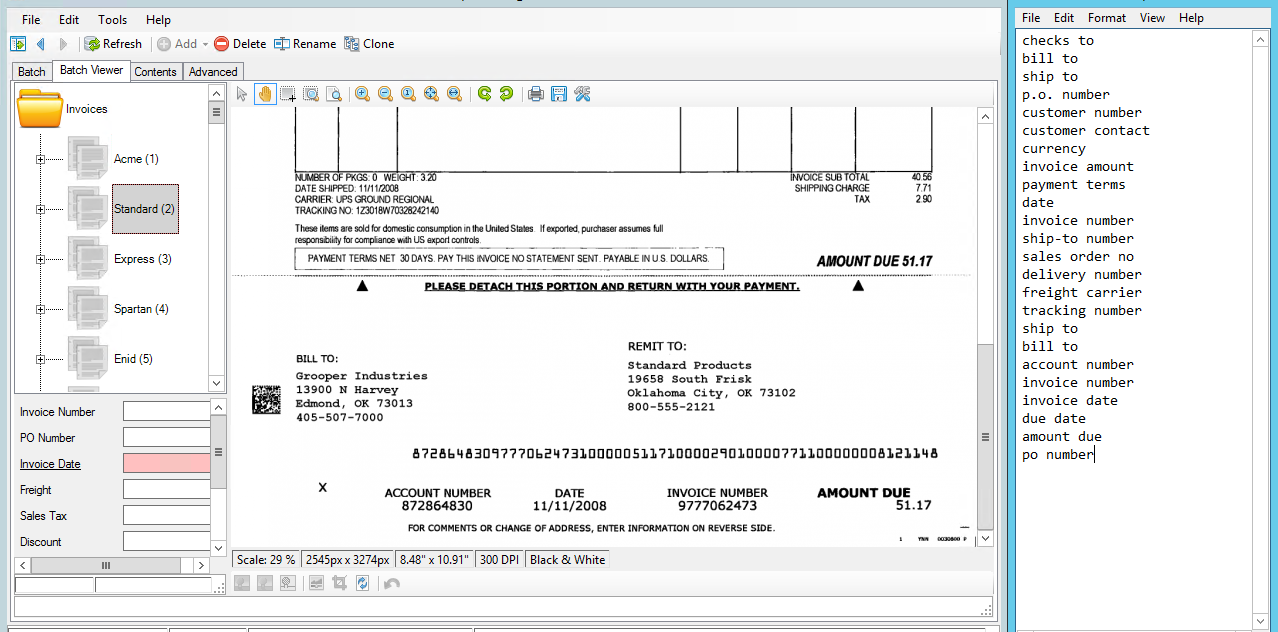 File Edit Tools Help
Refresh Add Delete Rename Clone
Batch Batch Viewer Contents Advanced
Invoices
Acme (1)
Standard (2)
Express (3)
Spartan (4)
Enid (5)
Invoice Number
PO Number
Invoice Date
Freight
Sales Tax
Discount
NUMBER OF PKGS: 0 WEIGHT: 3.20
DATE SHIPPED: 11/11/2008
CARRIER: UPS GROUND REGIONAL
TRACKING NO: 1Z3018W70328242140
INVOICE SUB TOTAL 40.56
SHIPPING CHARGE 7.71
TAX 2.90
These items are sold for domestic consumption in the United States. If exported, purchaser assumes full
responsibility for compliance with US export controls.
PAYMENT TERMS NET 30 DAYS. PAY THIS INVOICE NO STATEMENT SENT. PAYABLE IN U.S. DOLLARS.
AMOUNT DUE 51.17
PLEASE DETACH THIS PORTION AND RETURN WITH YOUR PAYMENT.
BILL TO:
Grooper Industries
13900 N Harvey
Edmond, OK 73013
405-507-7000
REMIT TO:
Standard Products
19658 South Frisk
Oklahoma City, OK 73102
800-555-2121
87286483097770624731000005117100000290100007711000000008121148
X
ACCOUNT NUMBER DATE INVOICE NUMBER AMOUNT DUE
872864830 11/11/2008 9777062473 51.17
FOR COMMENTS OR CHANGE OF ADDRESS, ENTER INFORMATION ON REVERSE SIDE.
Scale: 29 % 2545px x 3274px 8.48" x 10.91" 300 DPI Black & White
File Edit Format View Help
checks to
bill to
ship to
p.o. number
customer number
customer contact
currency
invoice amount
payment terms
date
invoice number
ship-to number
sales order no
delivery number
freight carrier
tracking number
ship to
bill to
account number
invoice number
invoice date
due date
amount due
po number